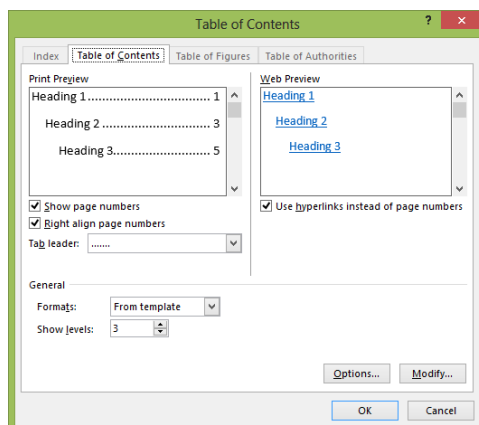 Table of Contents
? ×
Index Table of Contents Table of Figures Table of Authorities
Print Preview
Heading 1.................................. 1
Heading 2 ............................. 3
Heading 3.......................... 5
Show page numbers
Right align page numbers
Tab leader: .......
Web Preview
Heading 1
Heading 2
Heading 3
Use hyperlinks instead of page numbers
General
Formats: From template
Show levels: 3
Options... Modify...
OK Cancel